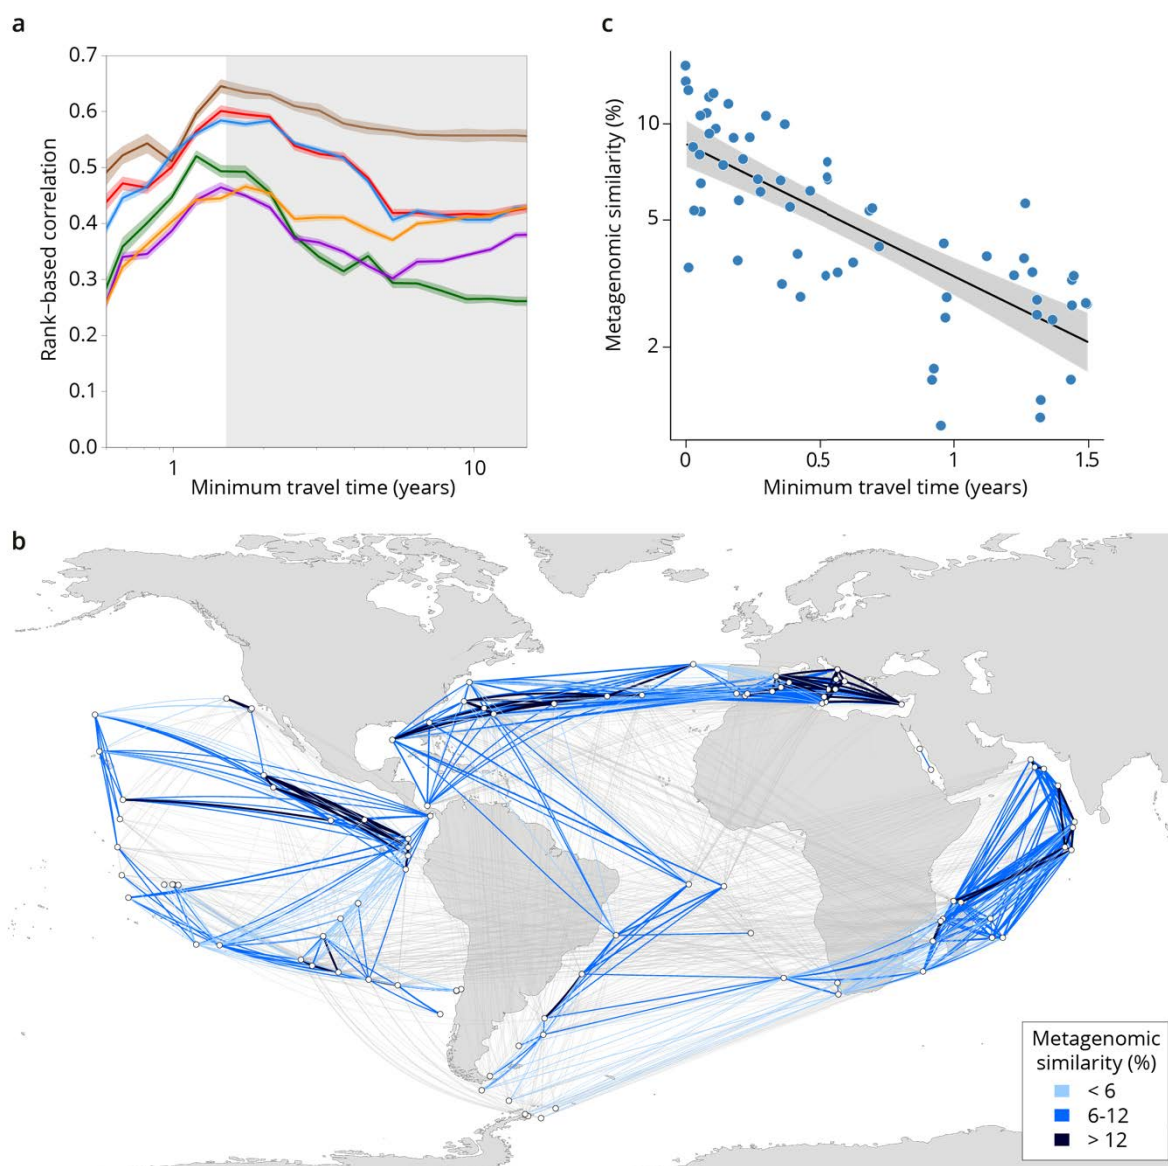 a
0.7
0.6
0.5
0.4
0.3
0.2
0.1
0.0
Rank–based correlation
1
10
Minimum travel time (years)
c
10
5
2
Metagenomic similarity (%)
0
0.5
1
1.5
Minimum travel time (years)
b
Metagenomic
similarity (%)
< 6
6-12
> 12